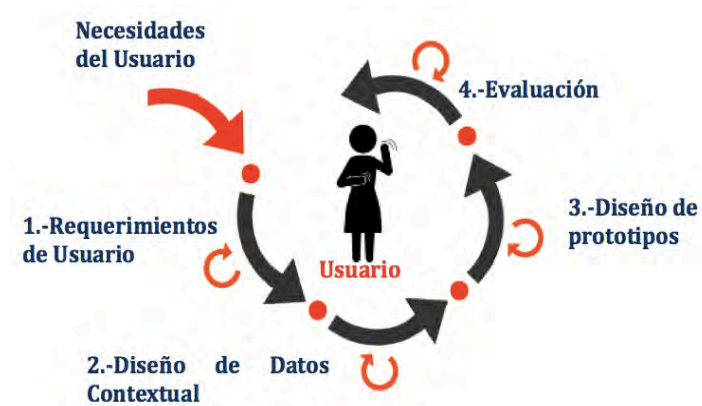 Necesidades
del Usuario
4.-Evaluación
1.-Requerimientos
de Usuario
3.-Diseño de
prototipos
Usuario
2.-Diseño de Datos
Contextual